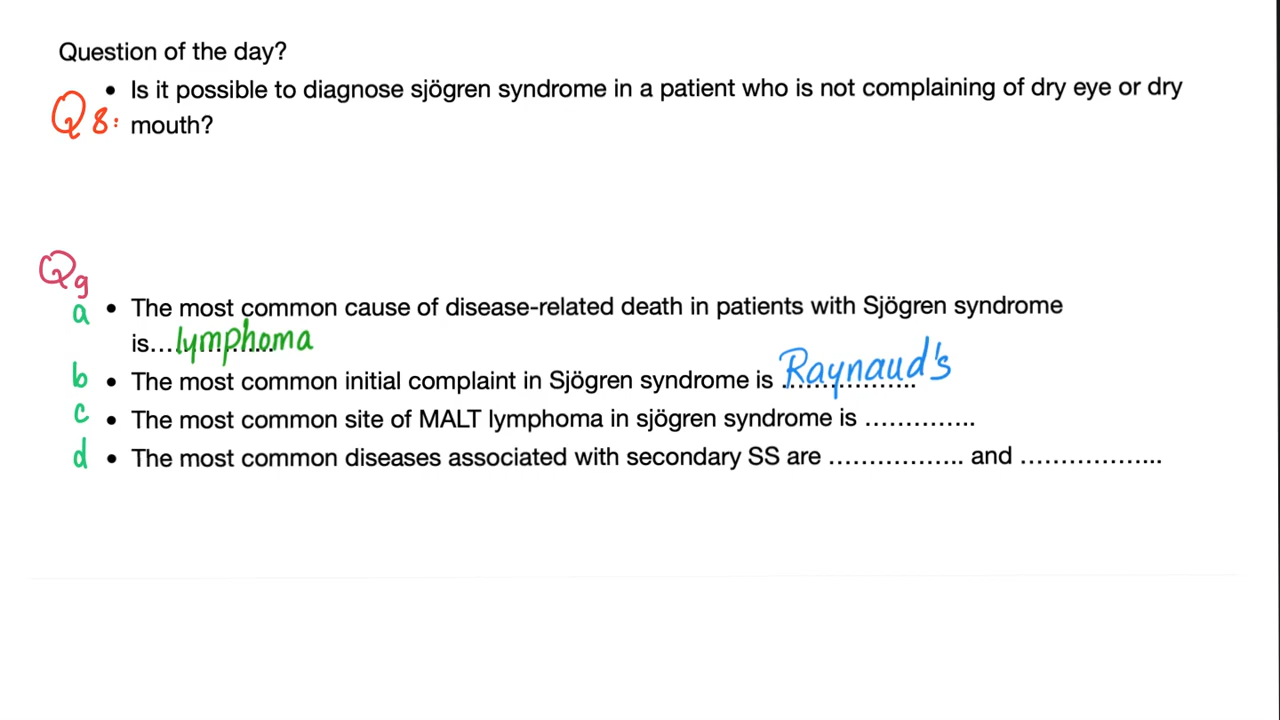 Question of the day?
• Is it possible to diagnose sjögren syndrome in a patient who is not complaining of dry eye or dry
Q8: mouth?
Q9
a • The most common cause of disease-related death in patients with Sjögren syndrome
is...lymphoma
b • The most common initial complaint in Sjögren syndrome is Raynaud's
c • The most common site of MALT lymphoma in sjögren syndrome is ..............
d • The most common diseases associated with secondary SS are ................. and ..................